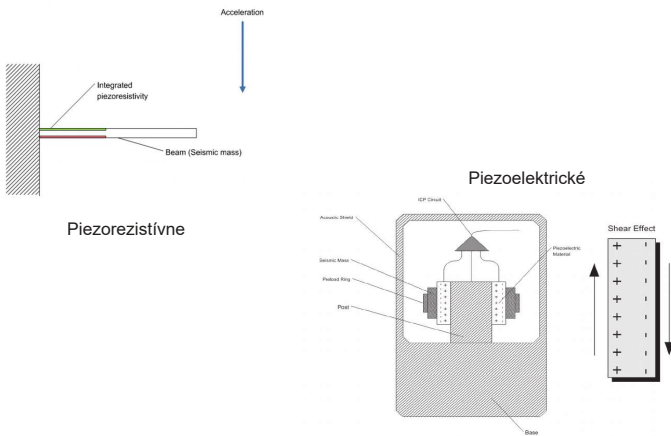 Acceleration
Integrated
piezoresistivity
Beam (Seismic mass)
Piezorezistívne
Piezoelektrické
ICP Circuit
Acoustic Shield
Shear Effect
Piezoelectric
Material
Seismic Mass
Preload Ring
Post
Base